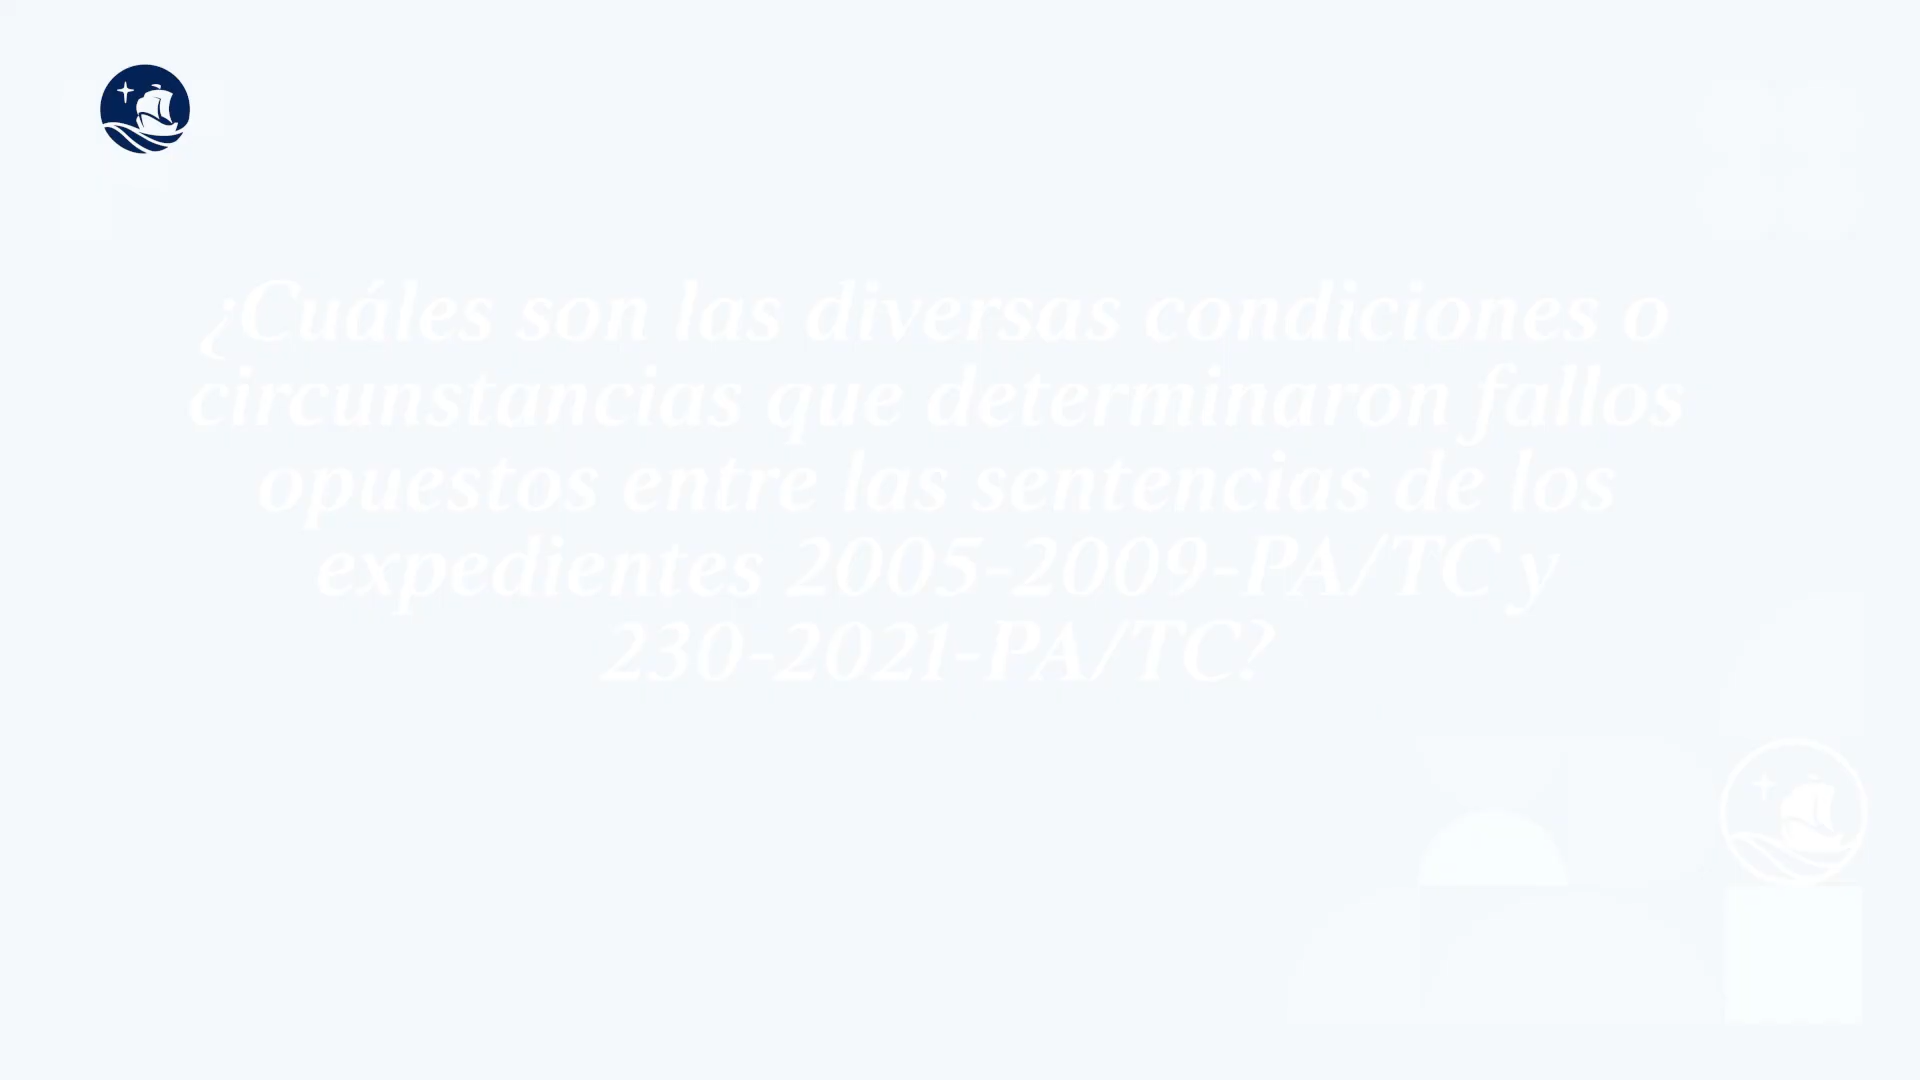 ¿Cuáles son las diversas condiciones o
circunstancias que determinaron fallos
opuestos entre las sentencias de los
expedientes 2005-2009-PA/TC y
230-2021-PA/TC?